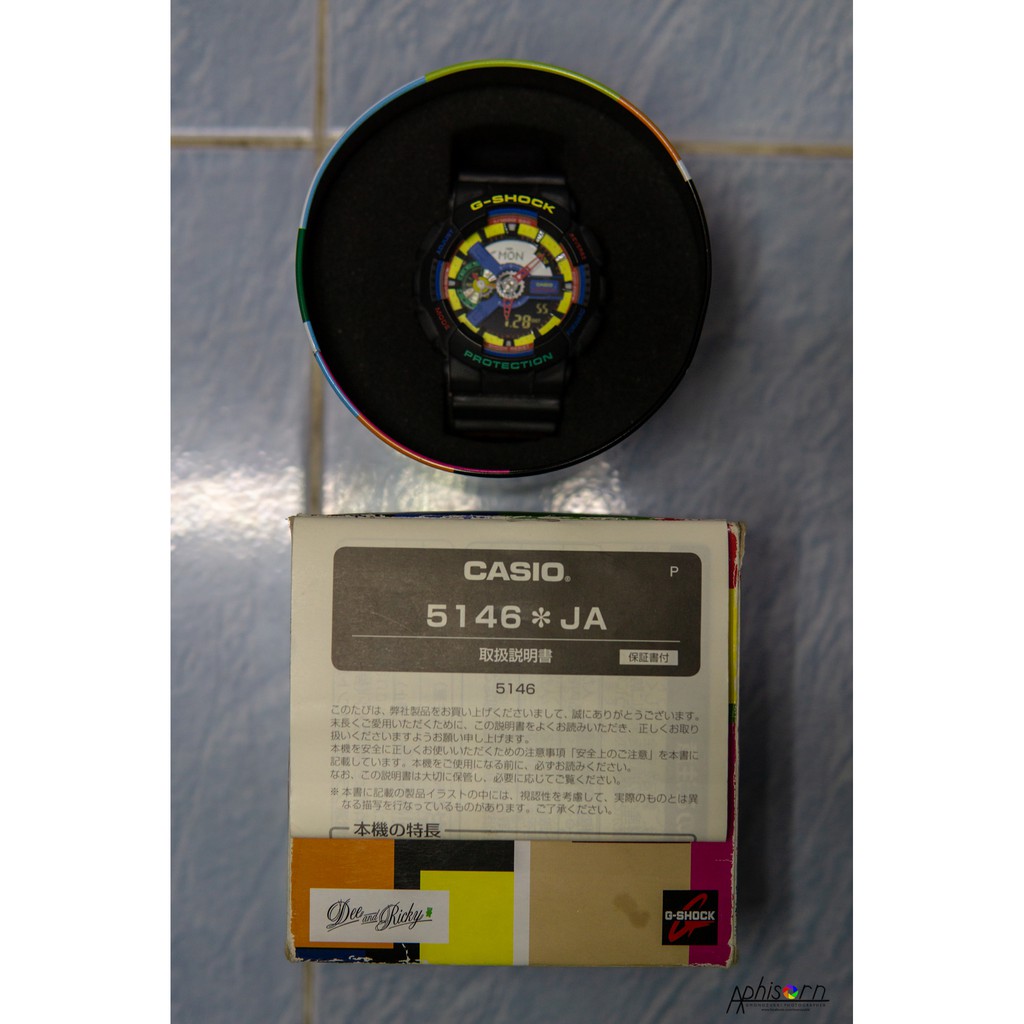 G-SHOCK
ADJUST
MON
55
1:28
MODE
PROTECTION
CASIO®
P
5146＊JA
取扱説明書
保証書付
5146
このたびは、弊社製品をお買い上げくださいまして、誠にありがとうございます。
末長くご愛用いただくために、この説明書をよくお読みいただき、正しくお取り
扱いくださいますようお願い申し上げます。
本機を安全に正しくお使いいただくための注意事項「安全上のご注意」を本書に
記載しています。本機をご使用になる前に、必ずお読みください。
なお、この説明書は大切に保管し、必要に応じてご覧ください。
※本書に記載の製品イラストの中には、視認性を考慮して、実際のものとは異
なる描写を行なっているものがあります。ご了承ください。
本機の特長
Dee and Ricky
G-SHOCK
Aphisorn